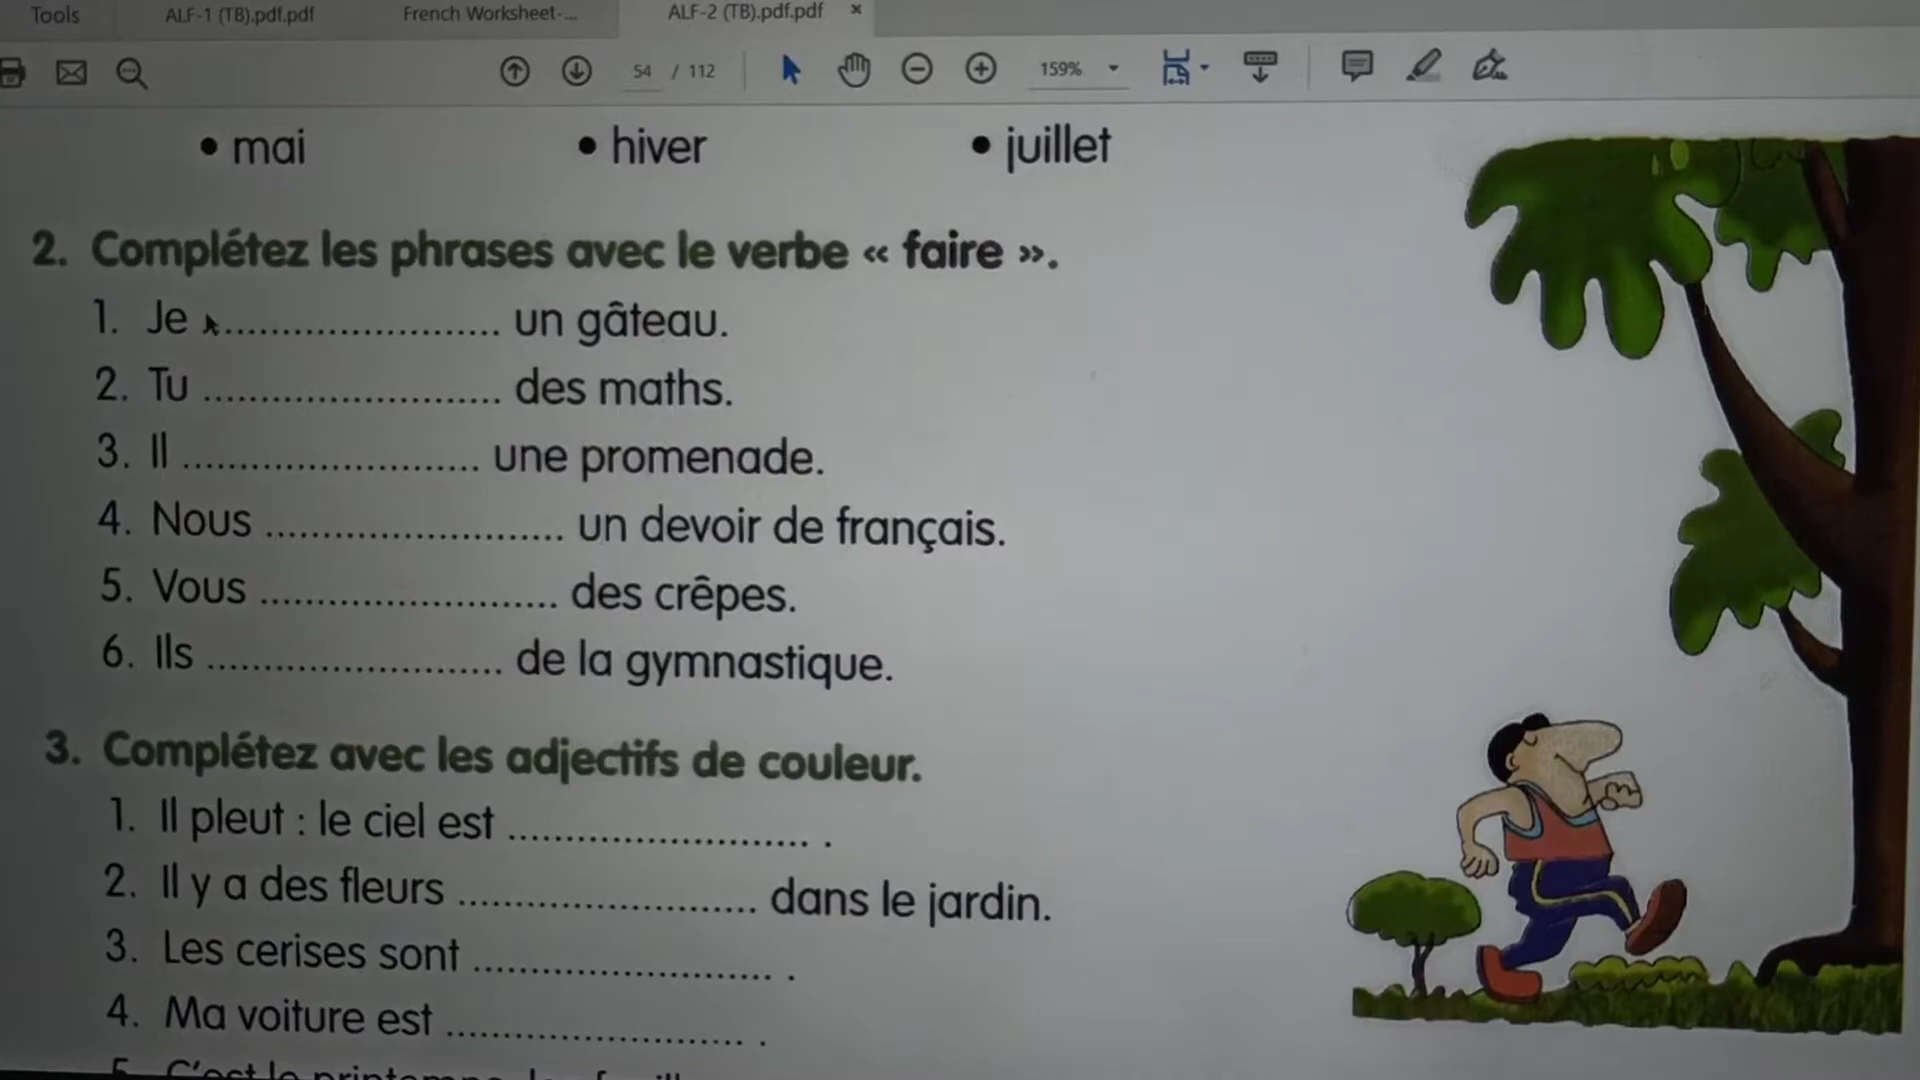 Tools ALF-1 (TB).pdf.pdf French Worksheet-... ALF-2 (TB).pdf.pdf ×
54 / 112 159%
• mai • hiver • juillet
2. Complétez les phrases avec le verbe « faire ».
1. Je ........................ un gâteau.
2. Tu .......................... des maths.
3. Il .......................... une promenade.
4. Nous .......................... un devoir de français.
5. Vous .......................... des crêpes.
6. Ils .......................... de la gymnastique.
3. Complétez avec les adjectifs de couleur.
1. Il pleut : le ciel est .......................... .
2. Il y a des fleurs .......................... dans le jardin.
3. Les cerises sont .......................... .
4. Ma voiture est .......................... .
5. C'est le printemps